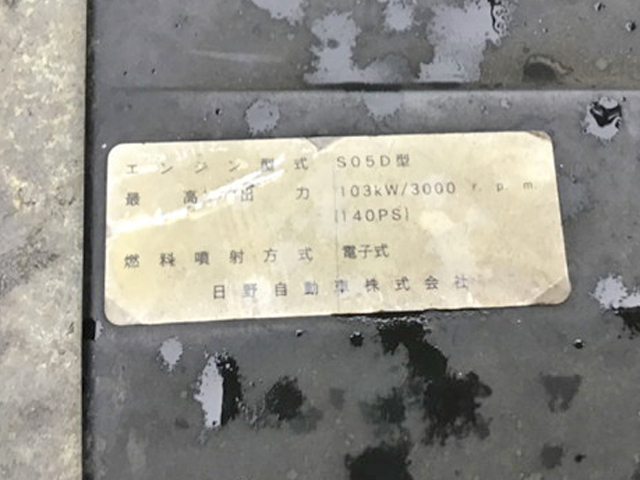 エンジン型式 S05D型
最高出力 103kW/3000 r.p.m
(140PS)
燃料噴射方式 電子式
日野自動車株式会社